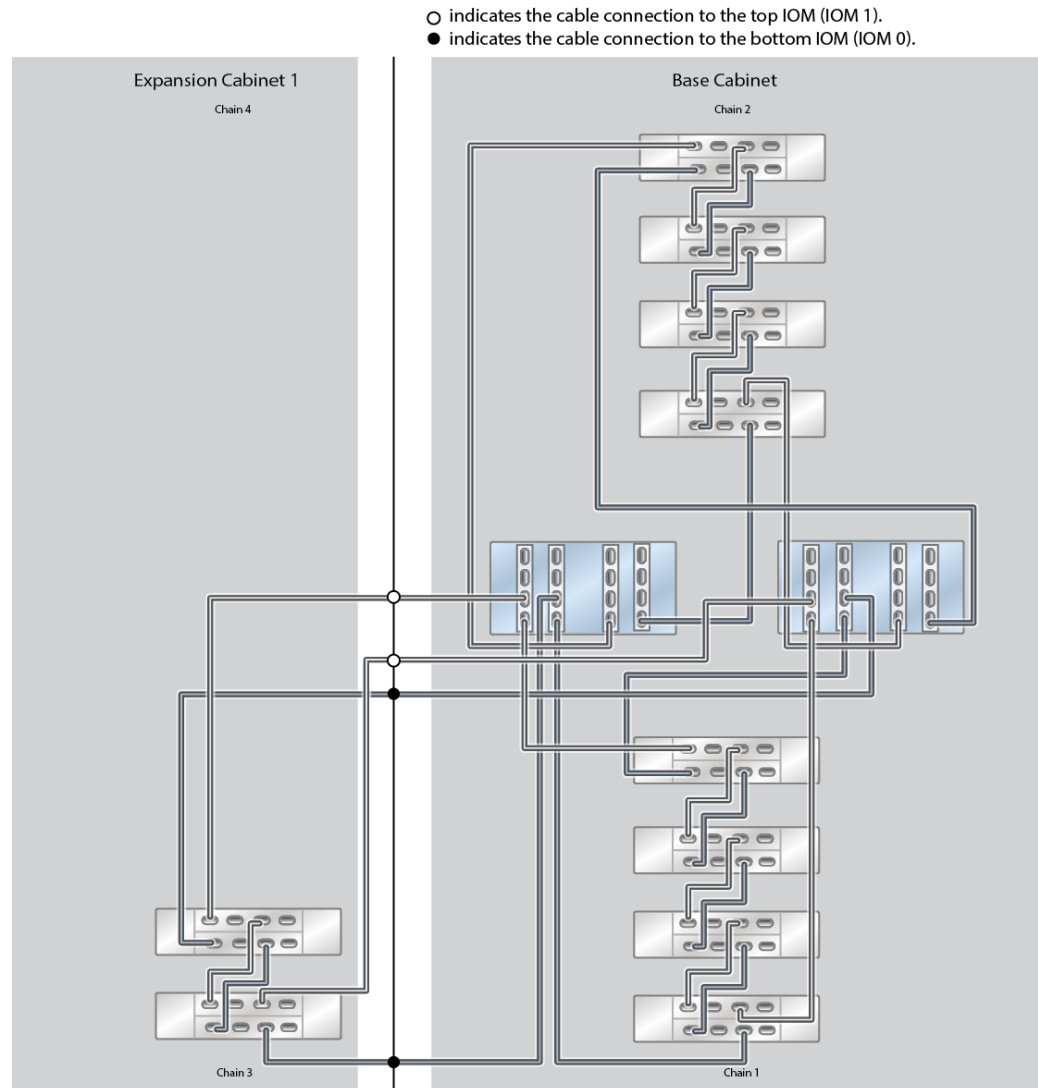 indicates the cable connection to the top IOM (IOM 1).
indicates the cable connection to the bottom IOM (IOM 0).
Expansion Cabinet 1
Chain 4
Base Cabinet
Chain 2
Chain 3
Chain 1